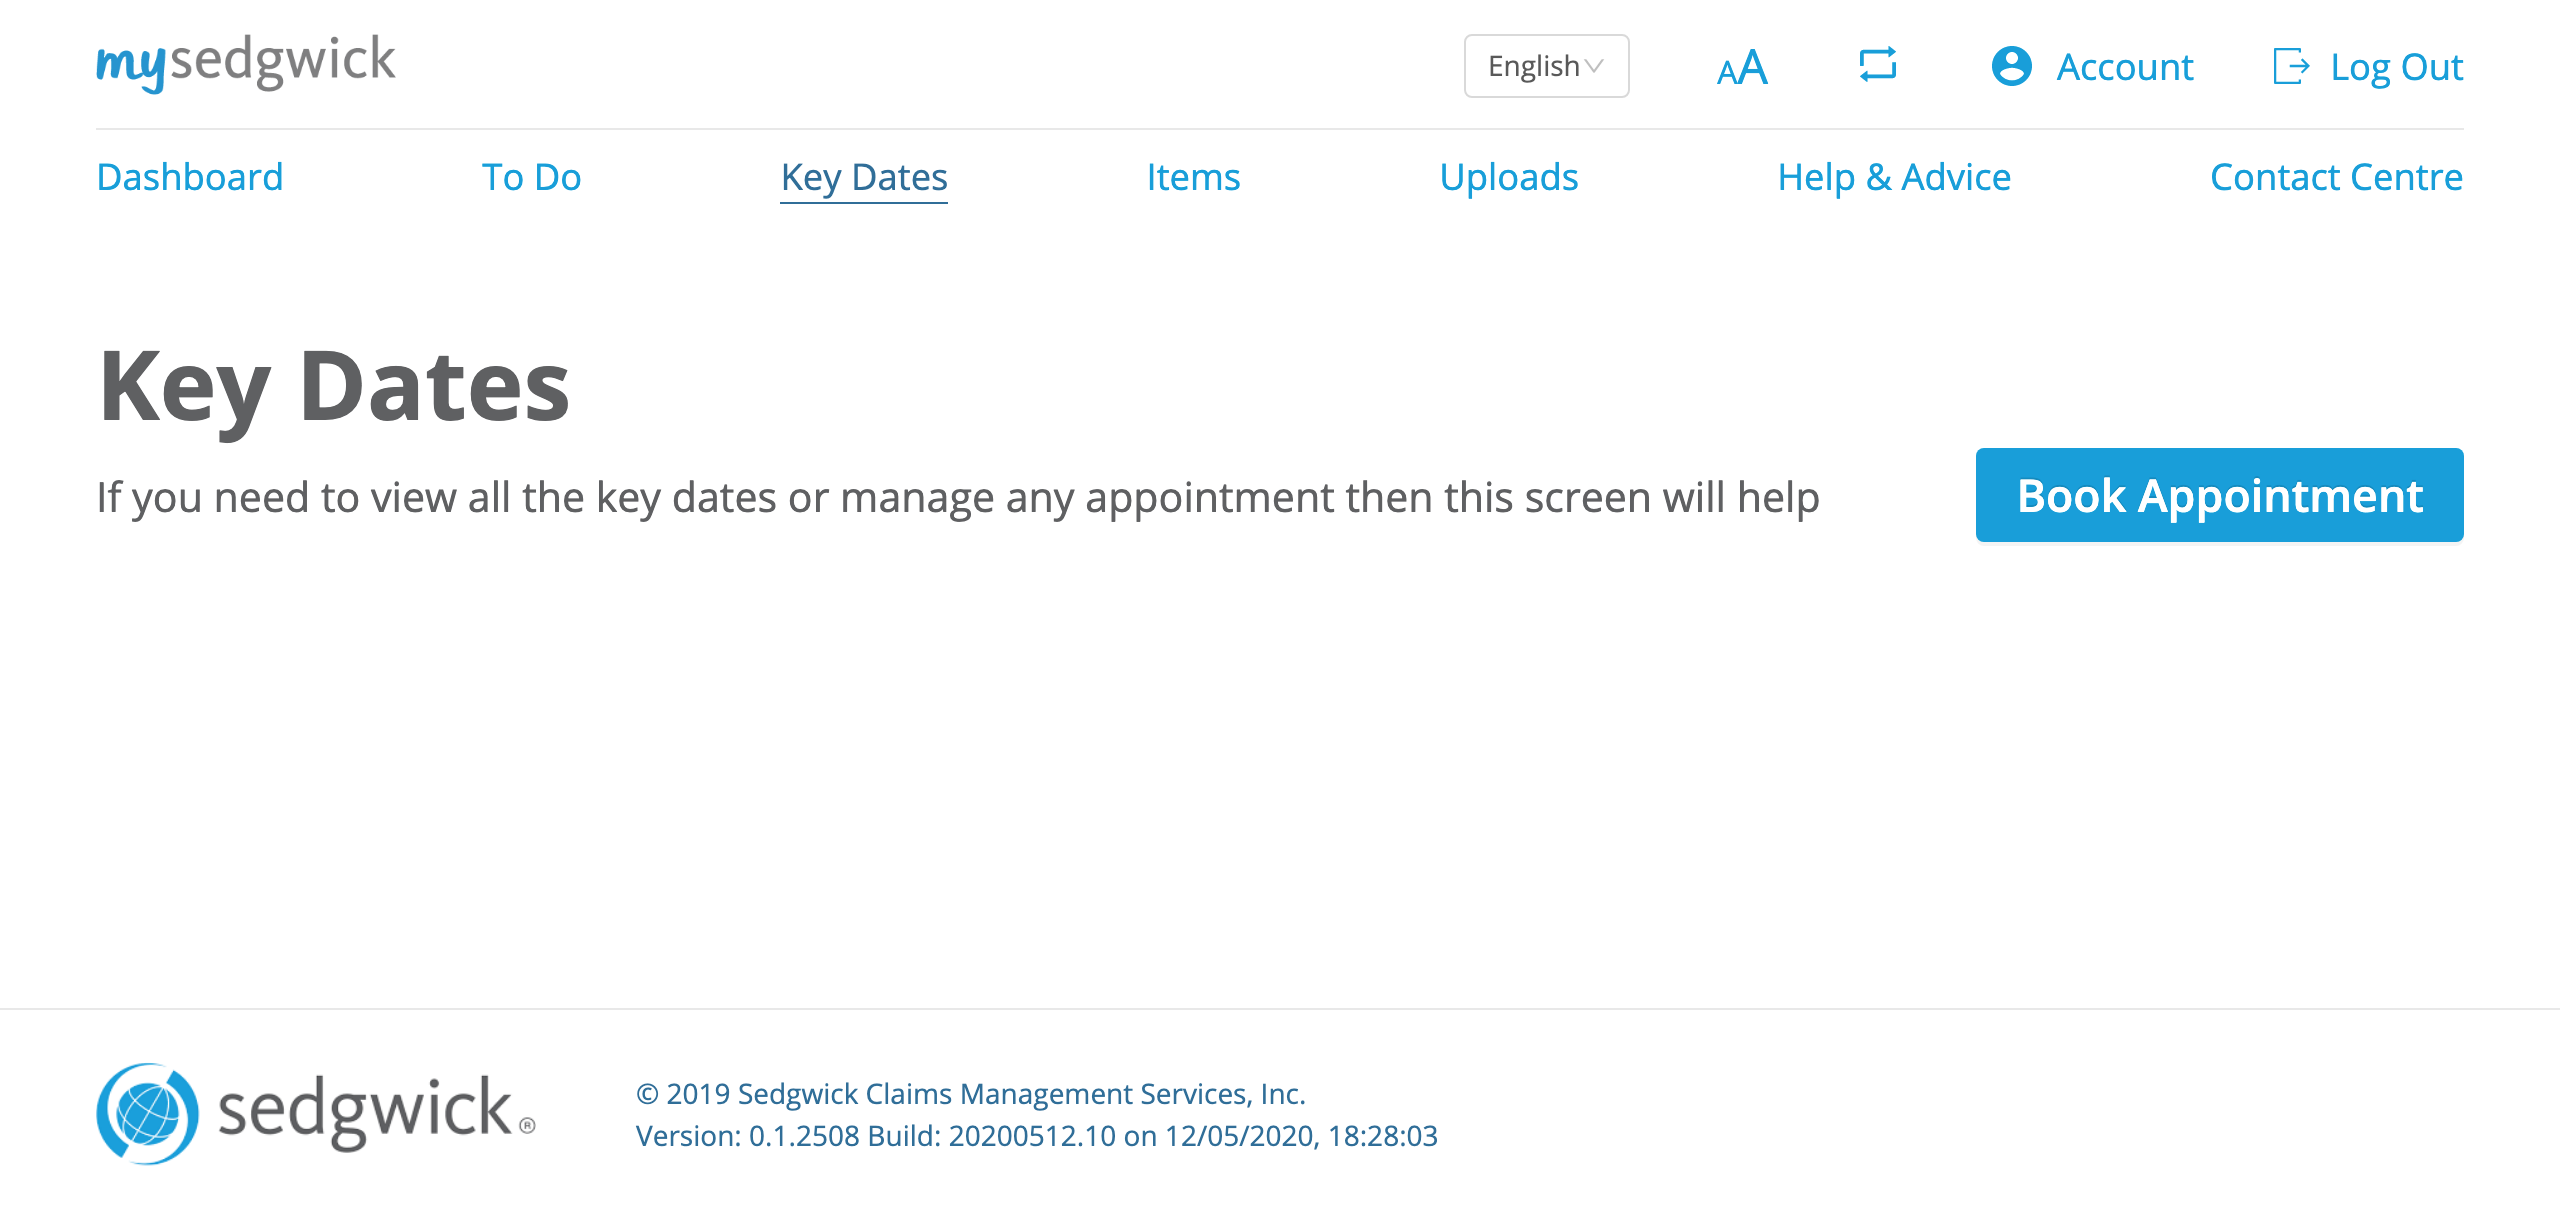 mysedgwick
English
AA
Account
Log Out
Dashboard
To Do
Key Dates
Items
Uploads
Help & Advice
Contact Centre
Key Dates
If you need to view all the key dates or manage any appointment then this screen will help
Book Appointment
sedgwick®
© 2019 Sedgwick Claims Management Services, Inc.
Version: 0.1.2508 Build: 20200512.10 on 12/05/2020, 18:28:03